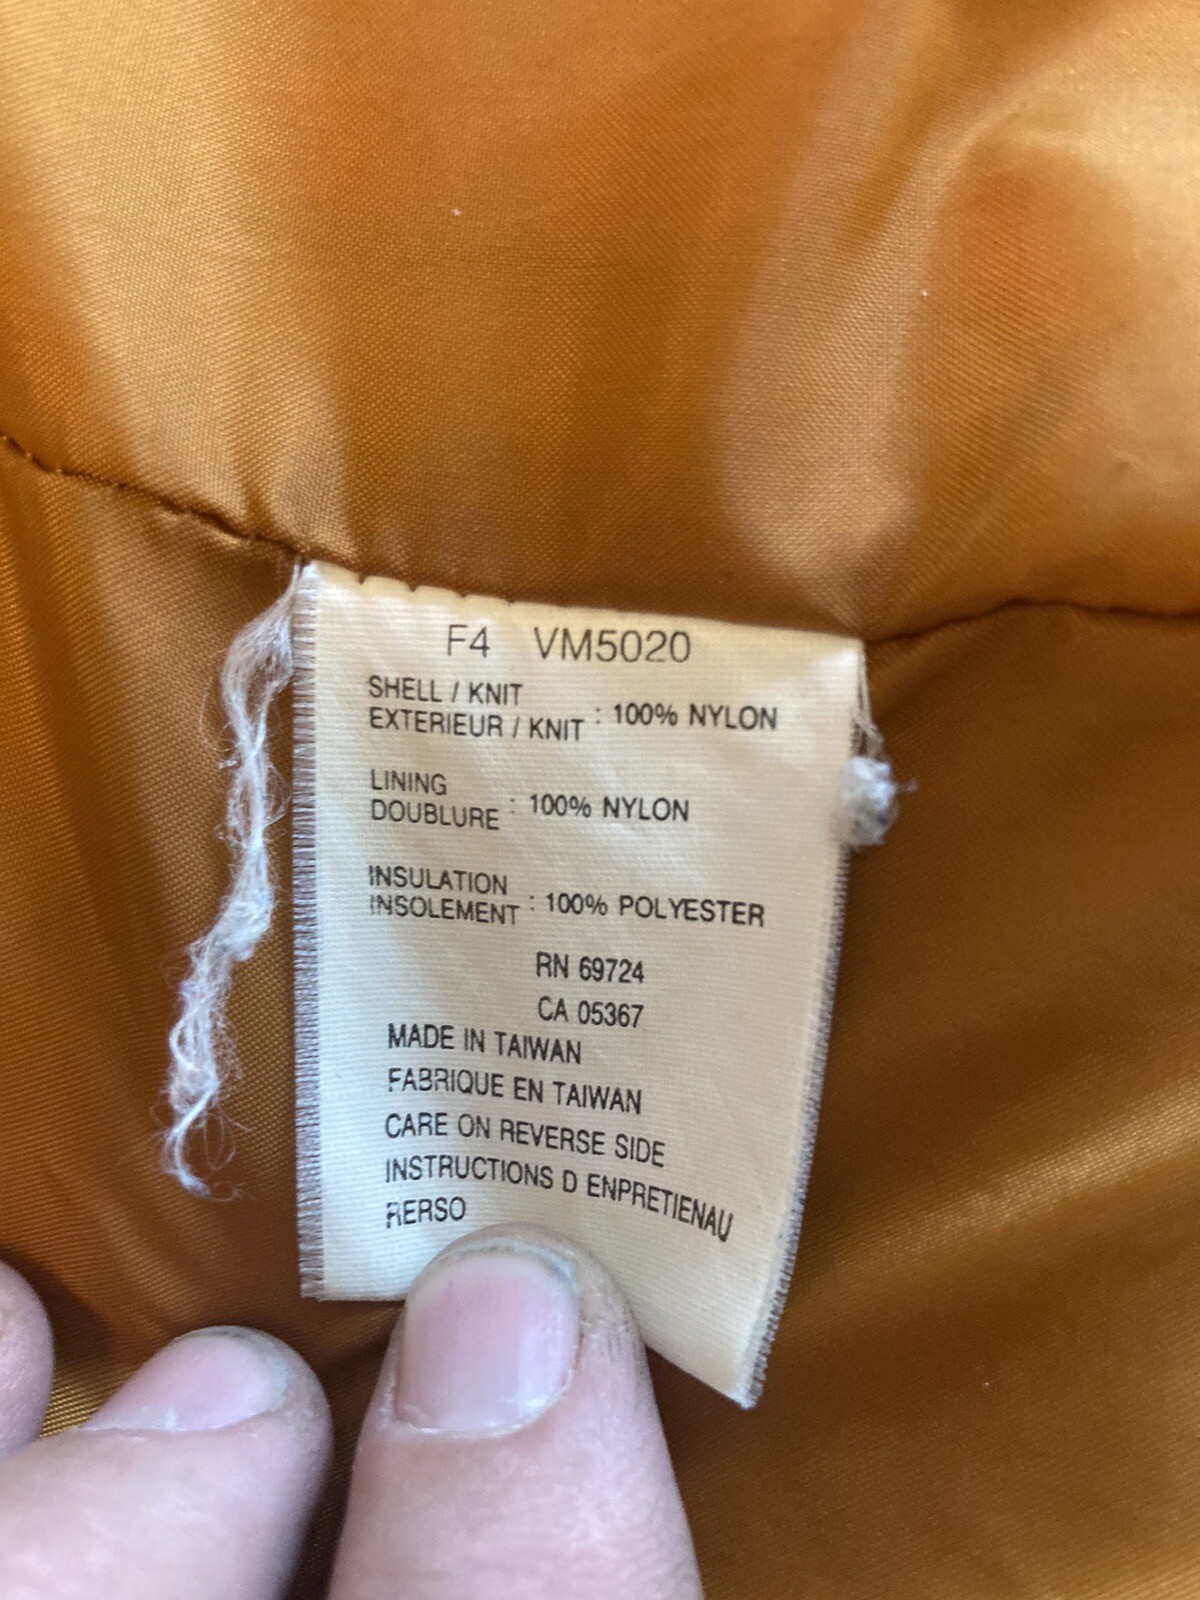 F4 VM5020
SHELL / KNIT
EXTERIEUR / KNIT : 100% NYLON
LINING
DOUBLURE : 100% NYLON
INSULATION
INSOLEMENT : 100% POLYESTER
RN 69724
CA 05367
MADE IN TAIWAN
FABRIQUE EN TAIWAN
CARE ON REVERSE SIDE
INSTRUCTIONS D ENPRETIENAU
RERSO